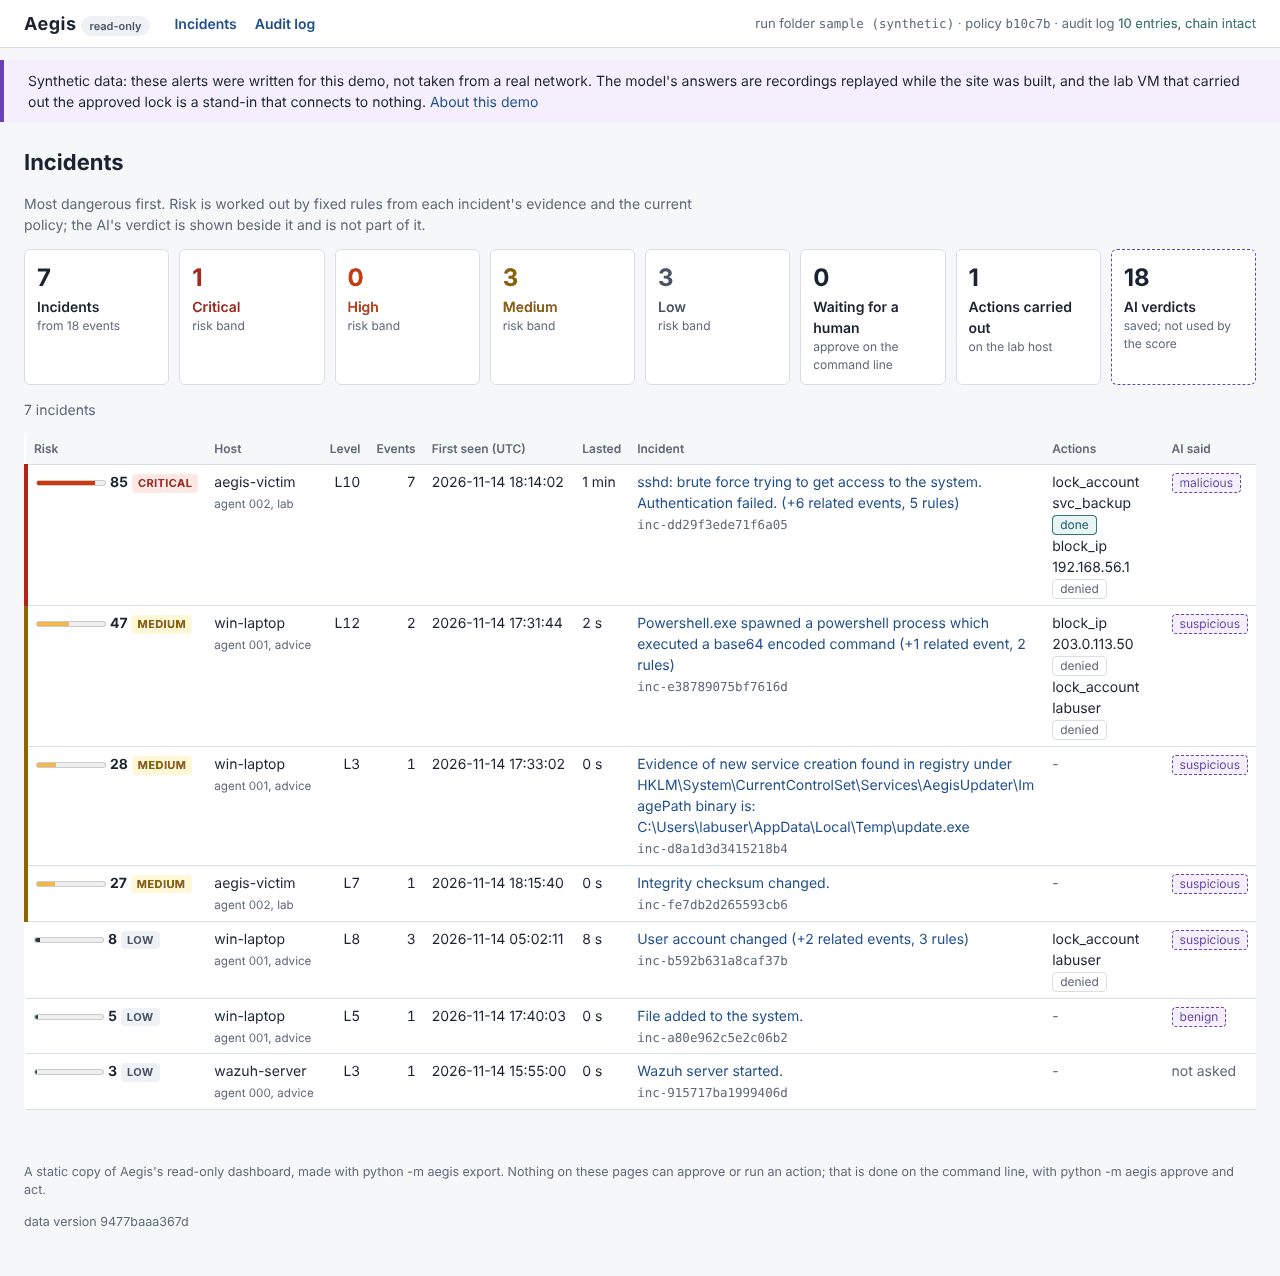 Aegis read-only Incidents Audit log run folder sample (synthetic) · policy b10c7b · audit log 10 entries, chain intact
Synthetic data: these alerts were written for this demo, not taken from a real network. The model's answers are recordings replayed while the site was built, and the lab VM that carried
out the approved lock is a stand-in that connects to nothing. About this demo
Incidents
Most dangerous first. Risk is worked out by fixed rules from each incident's evidence and the current
policy; the AI's verdict is shown beside it and is not part of it.
7
Incidents
from 18 events
1
Critical
risk band
0
High
risk band
3
Medium
risk band
3
Low
risk band
0
Waiting for a
human
approve on the
command line
1
Actions carried
out
on the lab host
18
AI verdicts
saved; not used by
the score
7 incidents
Risk Host Level Events First seen (UTC) Lasted Incident Actions AI said
85 CRITICAL aegis-victim L10 7 2026-11-14 18:14:02 1 min sshd: brute force trying to get access to the system. lock_account malicious
agent 002, lab Authentication failed. (+6 related events, 5 rules) svc_backup
inc-dd29f3ede71f6a05 done
block_ip
192.168.56.1
denied
47 MEDIUM win-laptop L12 2 2026-11-14 17:31:44 2 s Powershell.exe spawned a powershell process which block_ip suspicious
agent 001, advice executed a base64 encoded command (+1 related event, 2 203.0.113.50
rules) denied
inc-e38789075bf7616d lock_account
labuser
denied
28 MEDIUM win-laptop L3 1 2026-11-14 17:33:02 0 s Evidence of new service creation found in registry under - suspicious
agent 001, advice HKLM\System\CurrentControlSet\Services\AegisUpdater\Im
agePath binary is:
C:\Users\labuser\AppData\Local\Temp\update.exe
inc-d8a1d3d3415218b4
27 MEDIUM aegis-victim L7 1 2026-11-14 18:15:40 0 s Integrity checksum changed. - suspicious
agent 002, lab inc-fe7db2d265593cb6
8 LOW win-laptop L8 3 2026-11-14 05:02:11 8 s User account changed (+2 related events, 3 rules) lock_account suspicious
agent 001, advice inc-b592b631a8caf37b labuser
denied
5 LOW win-laptop L5 1 2026-11-14 17:40:03 0 s File added to the system. - benign
agent 001, advice inc-a80e962c5e2c06b2
3 LOW wazuh-server L3 1 2026-11-14 15:55:00 0 s Wazuh server started. - not asked
agent 000, advice inc-915717ba1999406d
A static copy of Aegis's read-only dashboard, made with python -m aegis export. Nothing on these pages can approve or run an action; that is done on the command line, with python -m aegis approve and
act.
data version 9477baaa367d